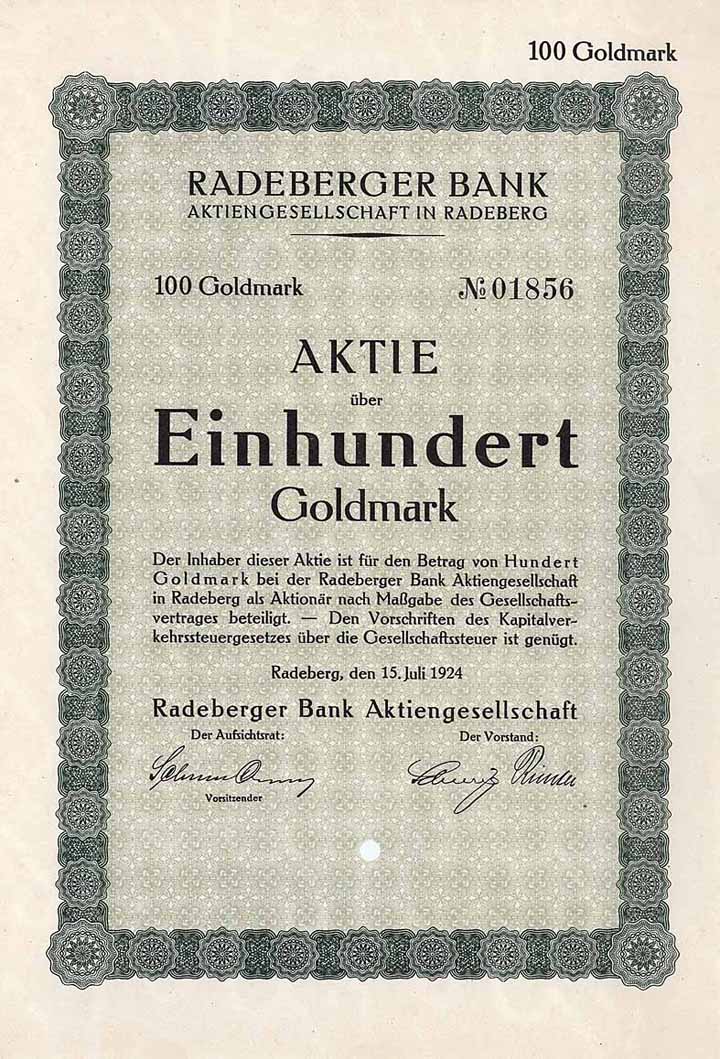 100 Goldmark
RADEBERGER BANK
AKTIENGESELLSCHAFT IN RADEBERG
100 Goldmark № 01856
AKTIE
über
Einhundert
Goldmark
Der Inhaber dieser Aktie ist für den Betrag von Hundert
Goldmark bei der Radeberger Bank Aktiengesellschaft
in Radeberg als Aktionär nach Maßgabe des Gesellschafts-
vertrages beteiligt. — Den Vorschriften des Kapitalver-
kehrssteuergesetzes über die Gesellschaftssteuer ist genügt.
Radeberg, den 15. Juli 1924
Radeberger Bank Aktiengesellschaft
Der Aufsichtsrat: Der Vorstand:
Vorsitzender